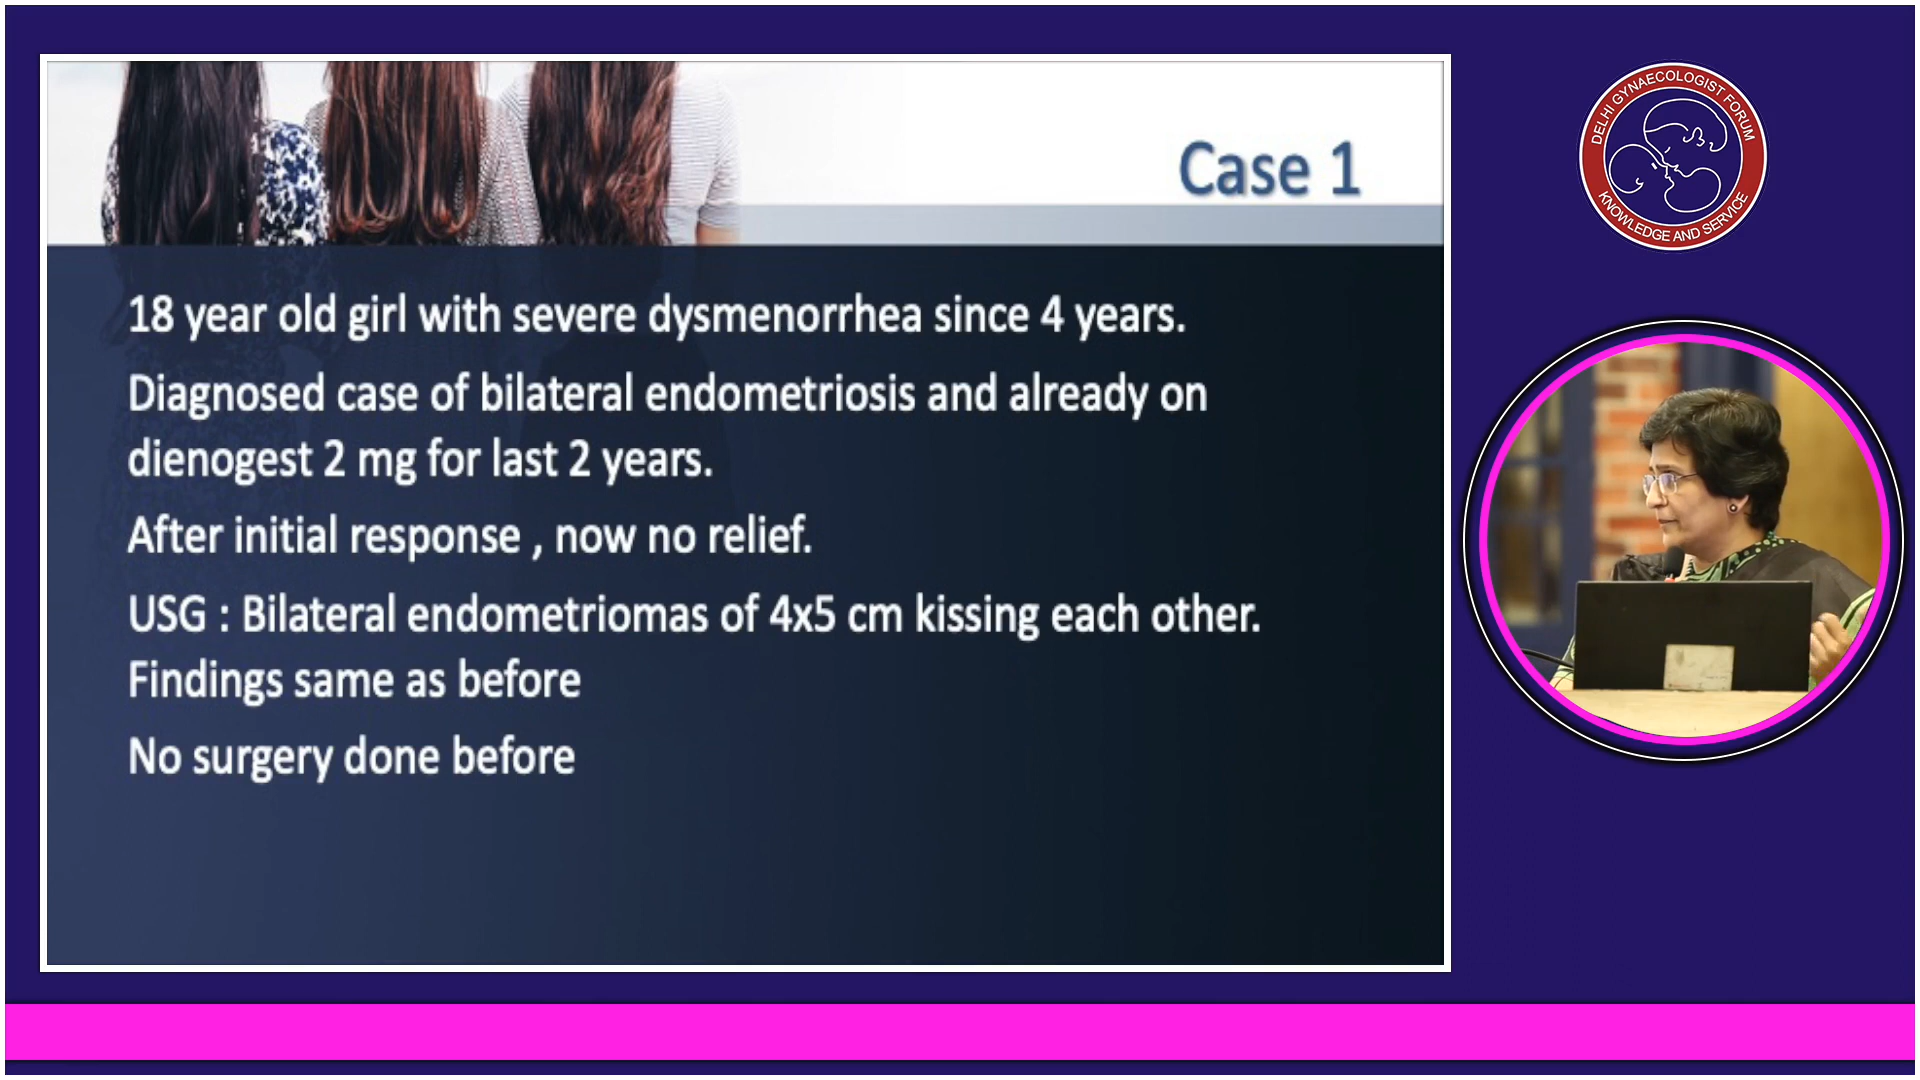 Case 1
18 year old girl with severe dysmenorrhea since 4 years.
Diagnosed case of bilateral endometriosis and already on
dienogest 2 mg for last 2 years.
After initial response , now no relief.
USG : Bilateral endometriomas of 4x5 cm kissing each other.
Findings same as before
No surgery done before
DELHI GYNAECOLOGIST FORUM
KNOWLEDGE AND SERVICE